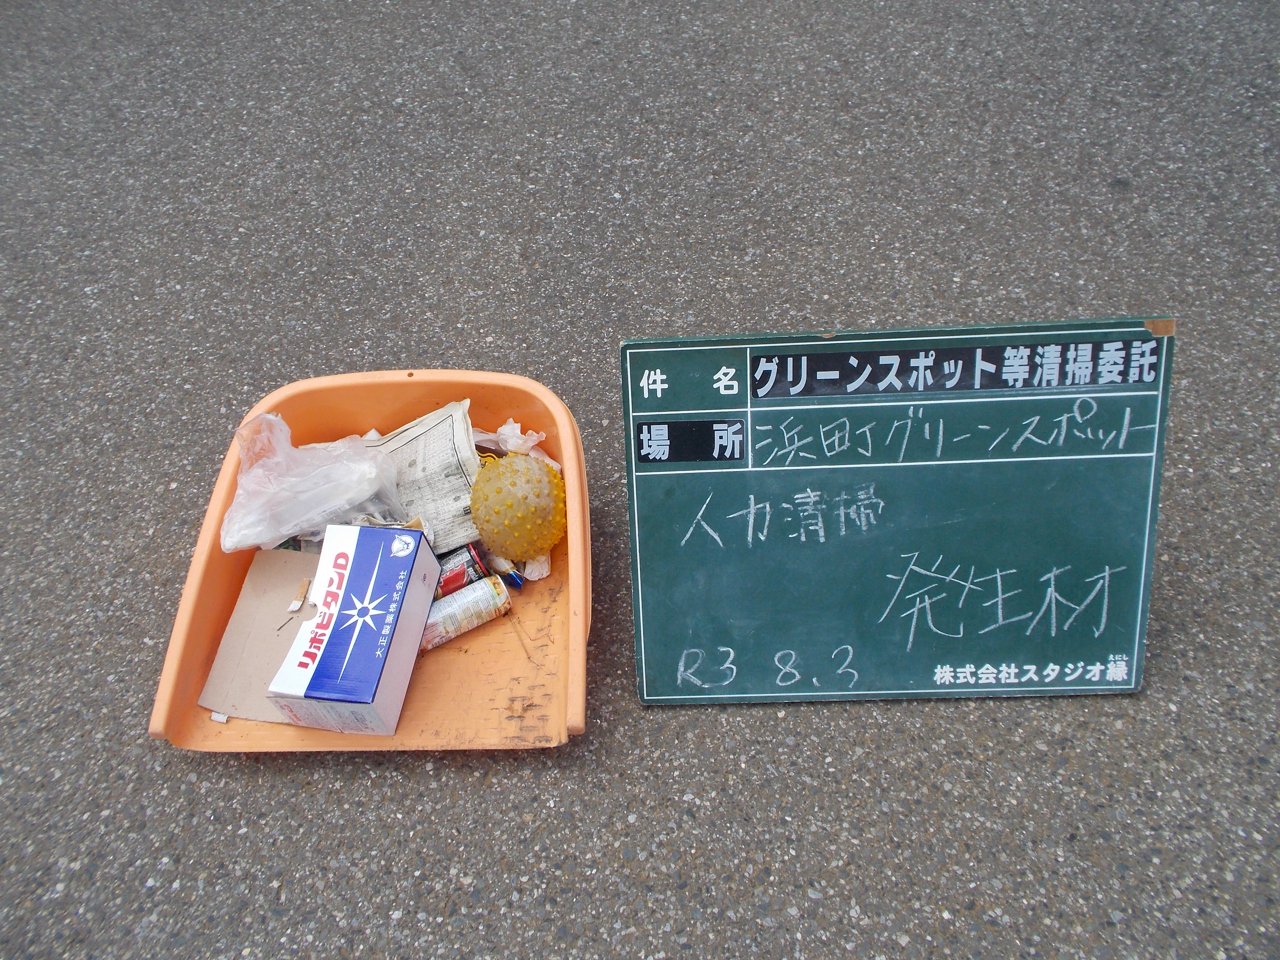 リポビタンD
大正製薬株式会社
件 名 グリーンスポット等清掃委託
場 所 浜町グリーンスポット
人力清掃
発生材
R3 8.3
えにし
株式会社スタジオ縁